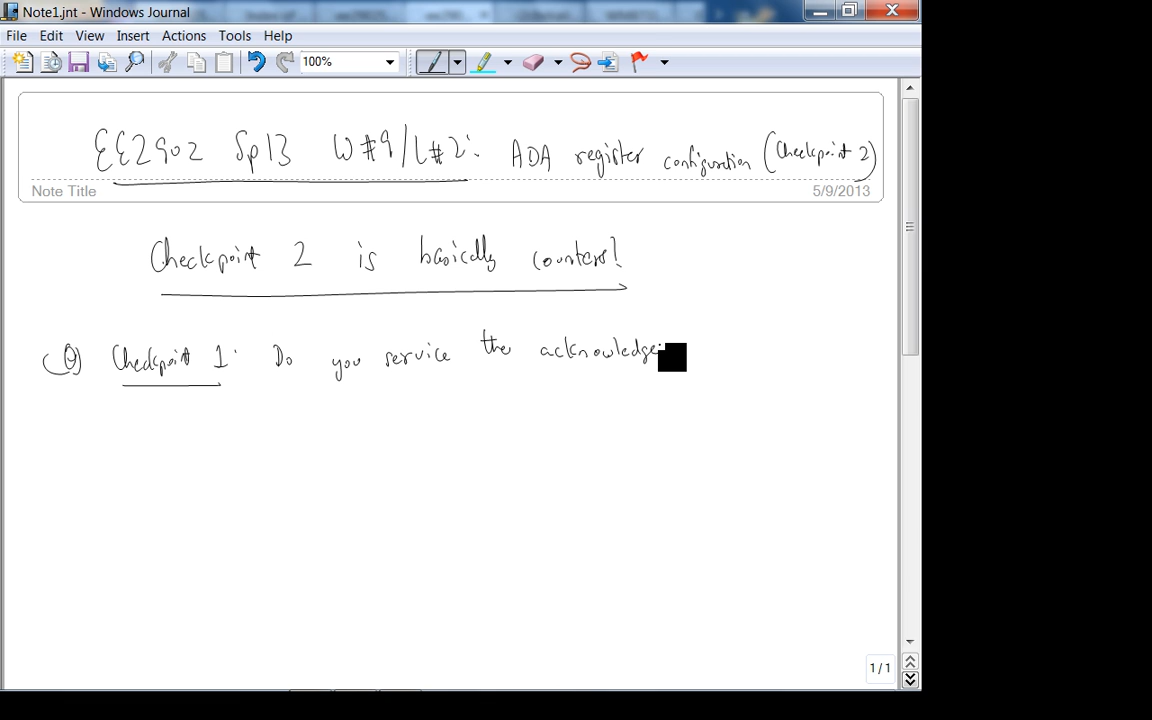 Note1.jnt - Windows Journal
File Edit View Insert Actions Tools Help
100%
EE2902 Sp13 W#9/L#2: ADA register configuration (Checkpoint 2)
Note Title 5/9/2013
Checkpoint 2 is basically counters!
Q) Checkpoint 1: Do you service the acknowledge
1/1